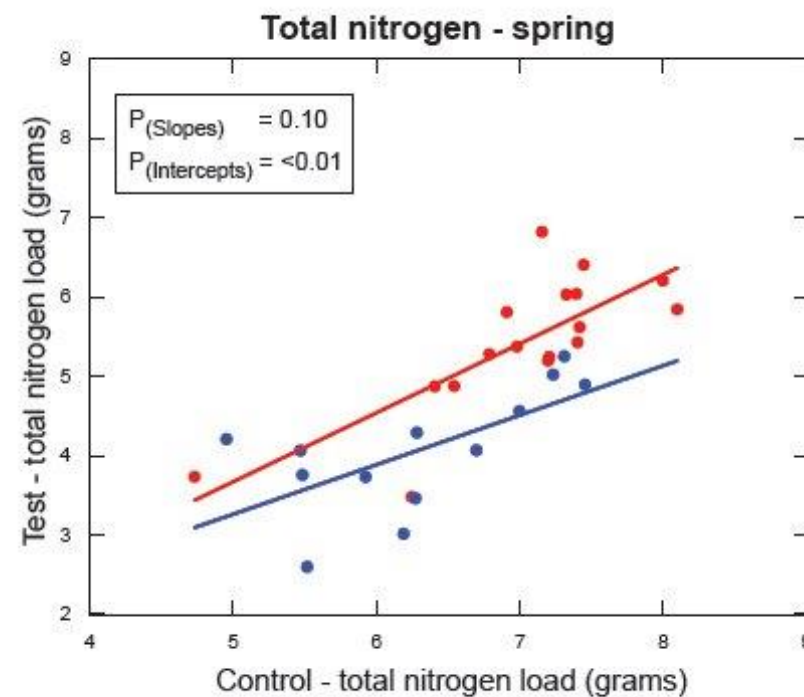 Total nitrogen - spring
P(Slopes) = 0.10
P(Intercepts) = <0.01
Test - total nitrogen load (grams)
9
8
7
6
5
4
3
2
4 5 6 7 8 9
Control - total nitrogen load (grams)